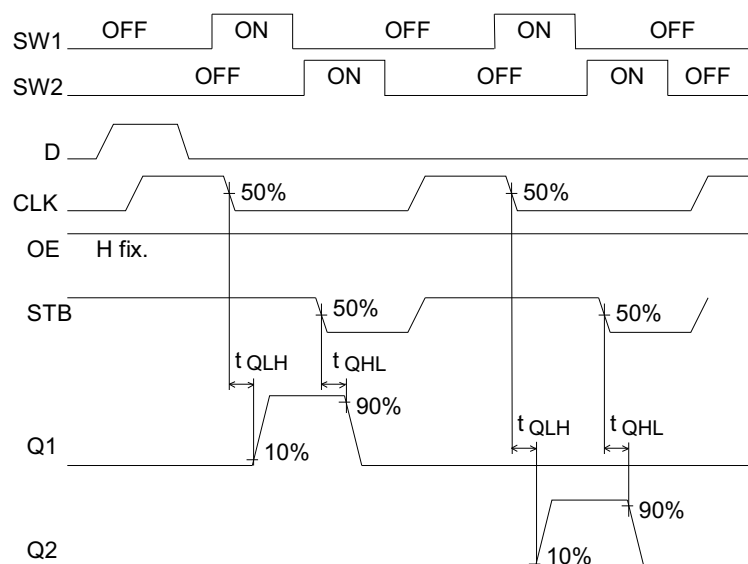 SW1 OFF ON OFF ON OFF
SW2 OFF ON OFF ON OFF
D
CLK 50% 50%
OE H fix.
STB 50% 50%
t QLH t QHL
90%
t QLH t QHL
Q1 10%
90%
Q2 10%